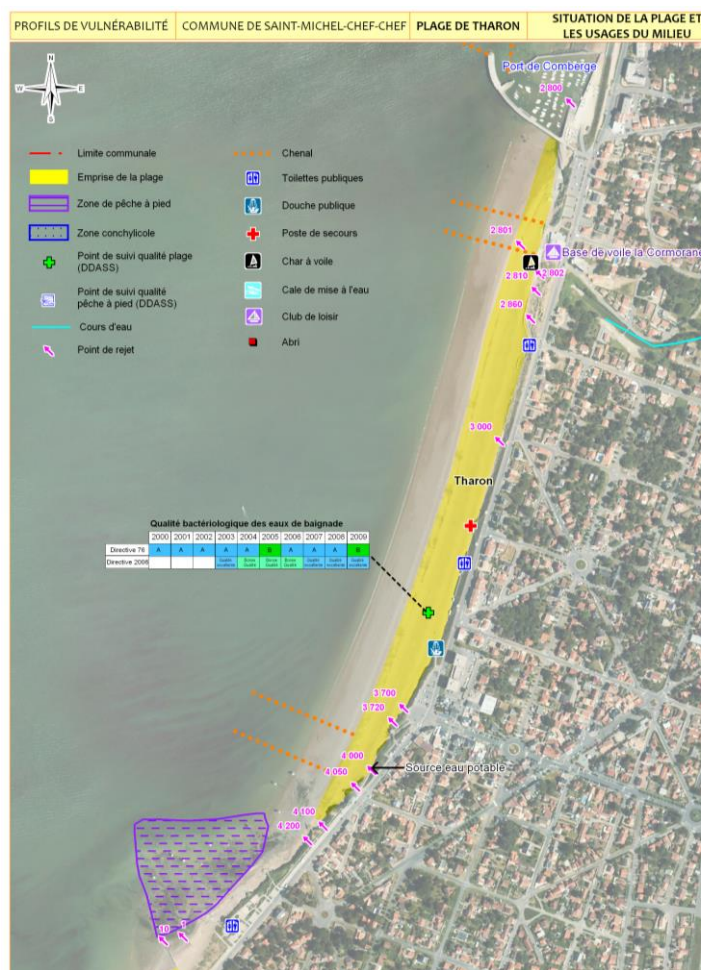 PROFILS DE VULNÉRABILITÉ
COMMUNE DE SAINT-MICHEL-CHEF-CHEF
PLAGE DE THARON
SITUATION DE LA PLAGE ET
LES USAGES DU MILIEU
N
W E
S
Port de Comberge
2 800
Limite communale
Emprise de la plage
Zone de pêche à pied
Zone conchylicole
Point de suivi qualité plage
(DDASS)
Point de suivi qualité
pêche à pied (DDASS)
Cours d'eau
Point de rejet
Chenal
Toilettes publiques
Douche publique
Poste de secours
Char à voile
Cale de mise à l'eau
Club de loisir
Abri
2 801
Base de voile la Cormorane
2 810
2 802
2 860
3 000
Tharon
Qualité bactériologique des eaux de baignade
2000 2001 2002 2003 2004 2005 2006 2007 2008 2009
Directive 76 A A A A A B A A A B
Directive 2006
3 700
3 720
4 000
Source eau potable
4 050
4 100
4 200
10
1